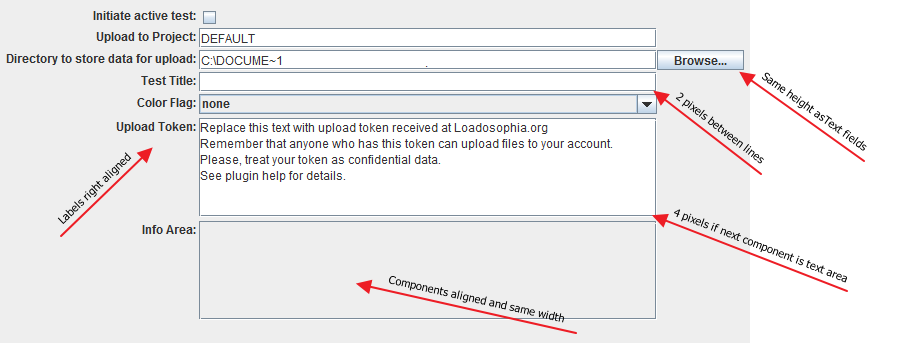 Initiate active test:
Upload to Project: DEFAULT
Directory to store data for upload: C:\DOCUME~1 . Browse...
Test Title:
Color Flag: none
Upload Token: Replace this text with upload token received at Loadosophia.org
Remember that anyone who has this token can upload files to your account.
Please, treat your token as confidential data.
See plugin help for details.
Info Area:
Same height asText fields
2 pixels between lines
Labels right aligned
4 pixels if next component is text area
Components aligned and same width